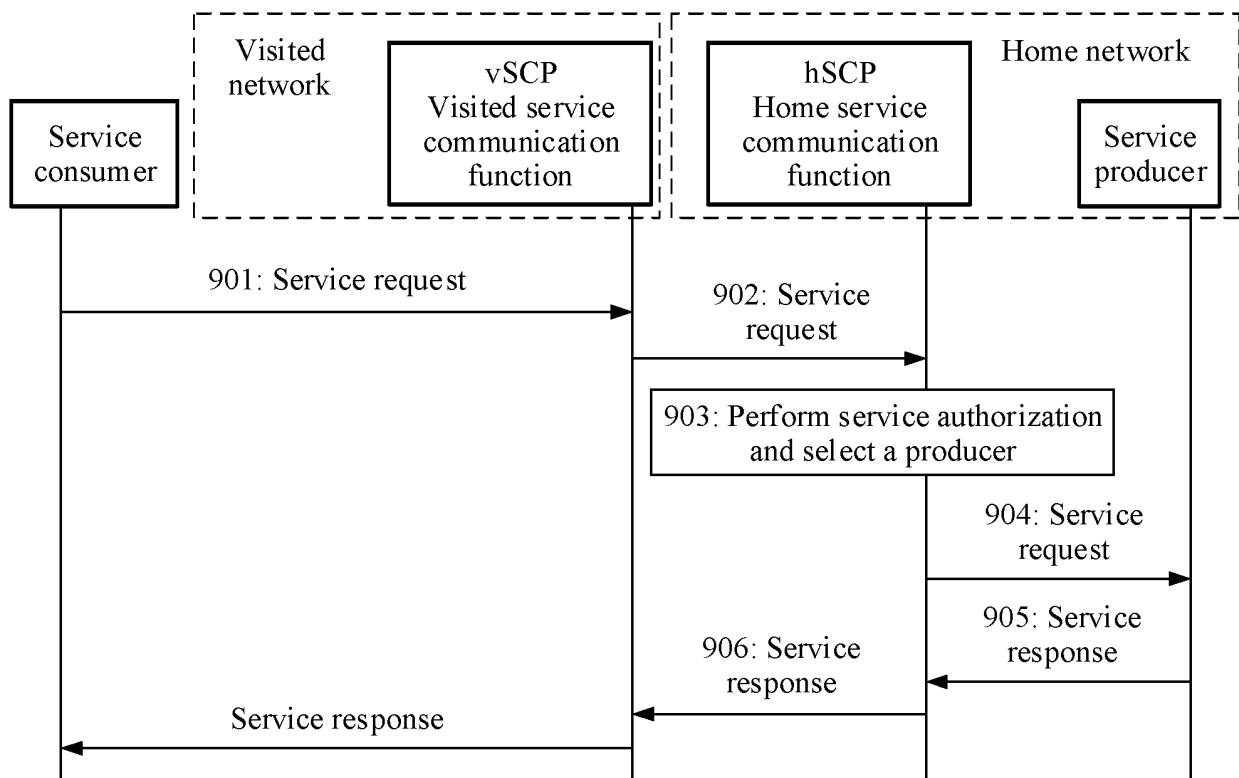 Visited
network
vSCP
Visited service
communication
function
hSCP
Home service
communication
function
Home network
Service
consumer
Service
producer
901: Service request
902: Service
request
903: Perform service authorization
and select a producer
904: Service
request
905: Service
response
906: Service
response
Service response